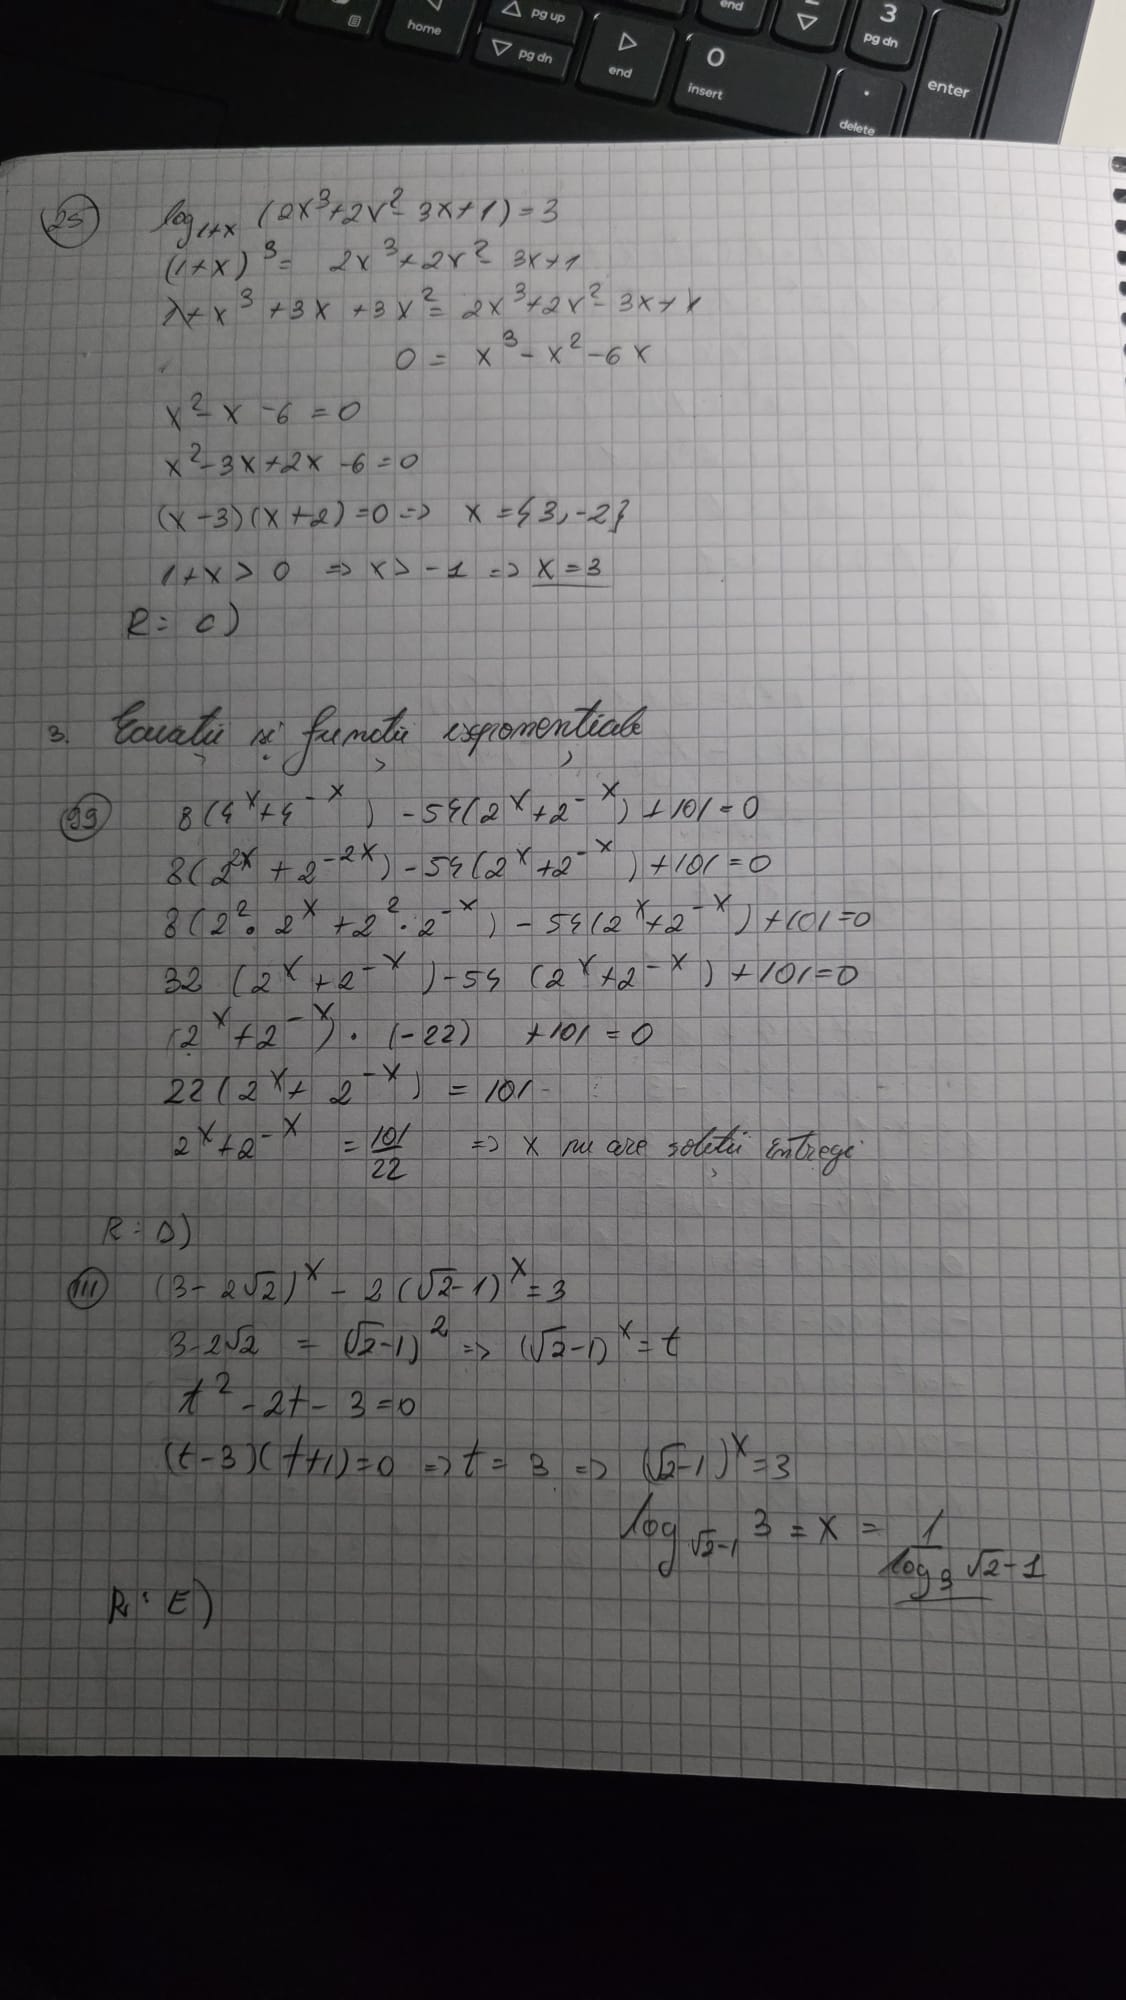 home
pg up
pg dn
end
end
0
insert
3
pg dn
.
delete
enter
25 log₁₊ₓ (2x³+2x²-3x+1)=3
(1+x)³= 2x³+2x²-3x+1
1+x³+3x+3x²=2x³+2x²-3x+1
0 = x³-x²-6x
x²-x-6=0
x²-3x+2x-6=0
(x-3)(x+2)=0=> x={3,-2}
1+x>0 => x>-1 => x=3
R: C)
3. Ecuații și funcții exponențiale
99 8(4^x+4^-x) -54(2^x+2^-x)+101=0
8(2^2x+2^-2x)-54(2^x+2^-x)+101=0
8(2²·2^x+2²·2^-x)-54(2^x+2^-x)+101=0
32 (2^x+2^-x)-54 (2^x+2^-x)+101=0
(2^x+2^-x)·(-22) +101=0
22(2^x+2^-x) = 101
2^x+2^-x = 101/22 => x nu are soluții întregi
R: D)
111 (3-2√2)^x - 2(√2-1)^x=3
3-2√2 = (√2-1)² => (√2-1)^x=t
t²-2t-3=0
(t-3)(t+1)=0 => t=3 => (√2-1)^x=3
log_√2-1 3 = x = 1/log₃ √2-1
R: E)